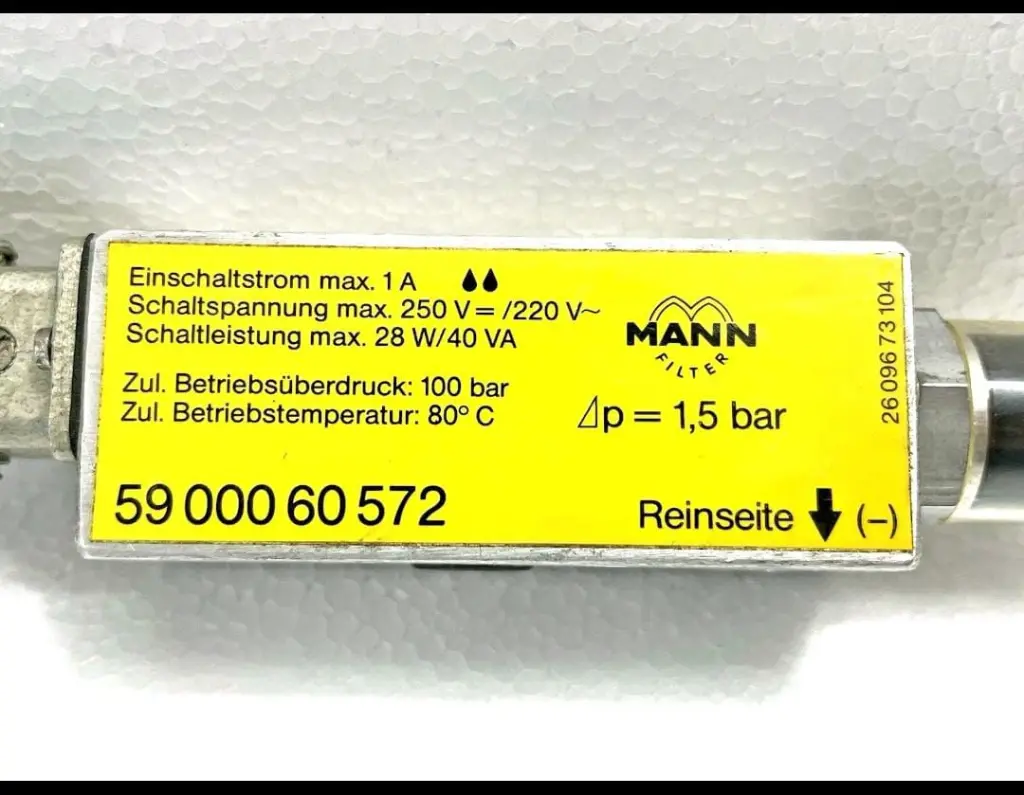 Einschaltstrom max. 1 A
Schaltspannung max. 250 V = /220 V~
Schaltleistung max. 28 W/40 VA
Zul. Betriebsüberdruck: 100 bar
Zul. Betriebstemperatur: 80° C
59 000 60 572
MANN
FILTER
⊿p = 1,5 bar
Reinseite ↓ (–)
26 096 73 104